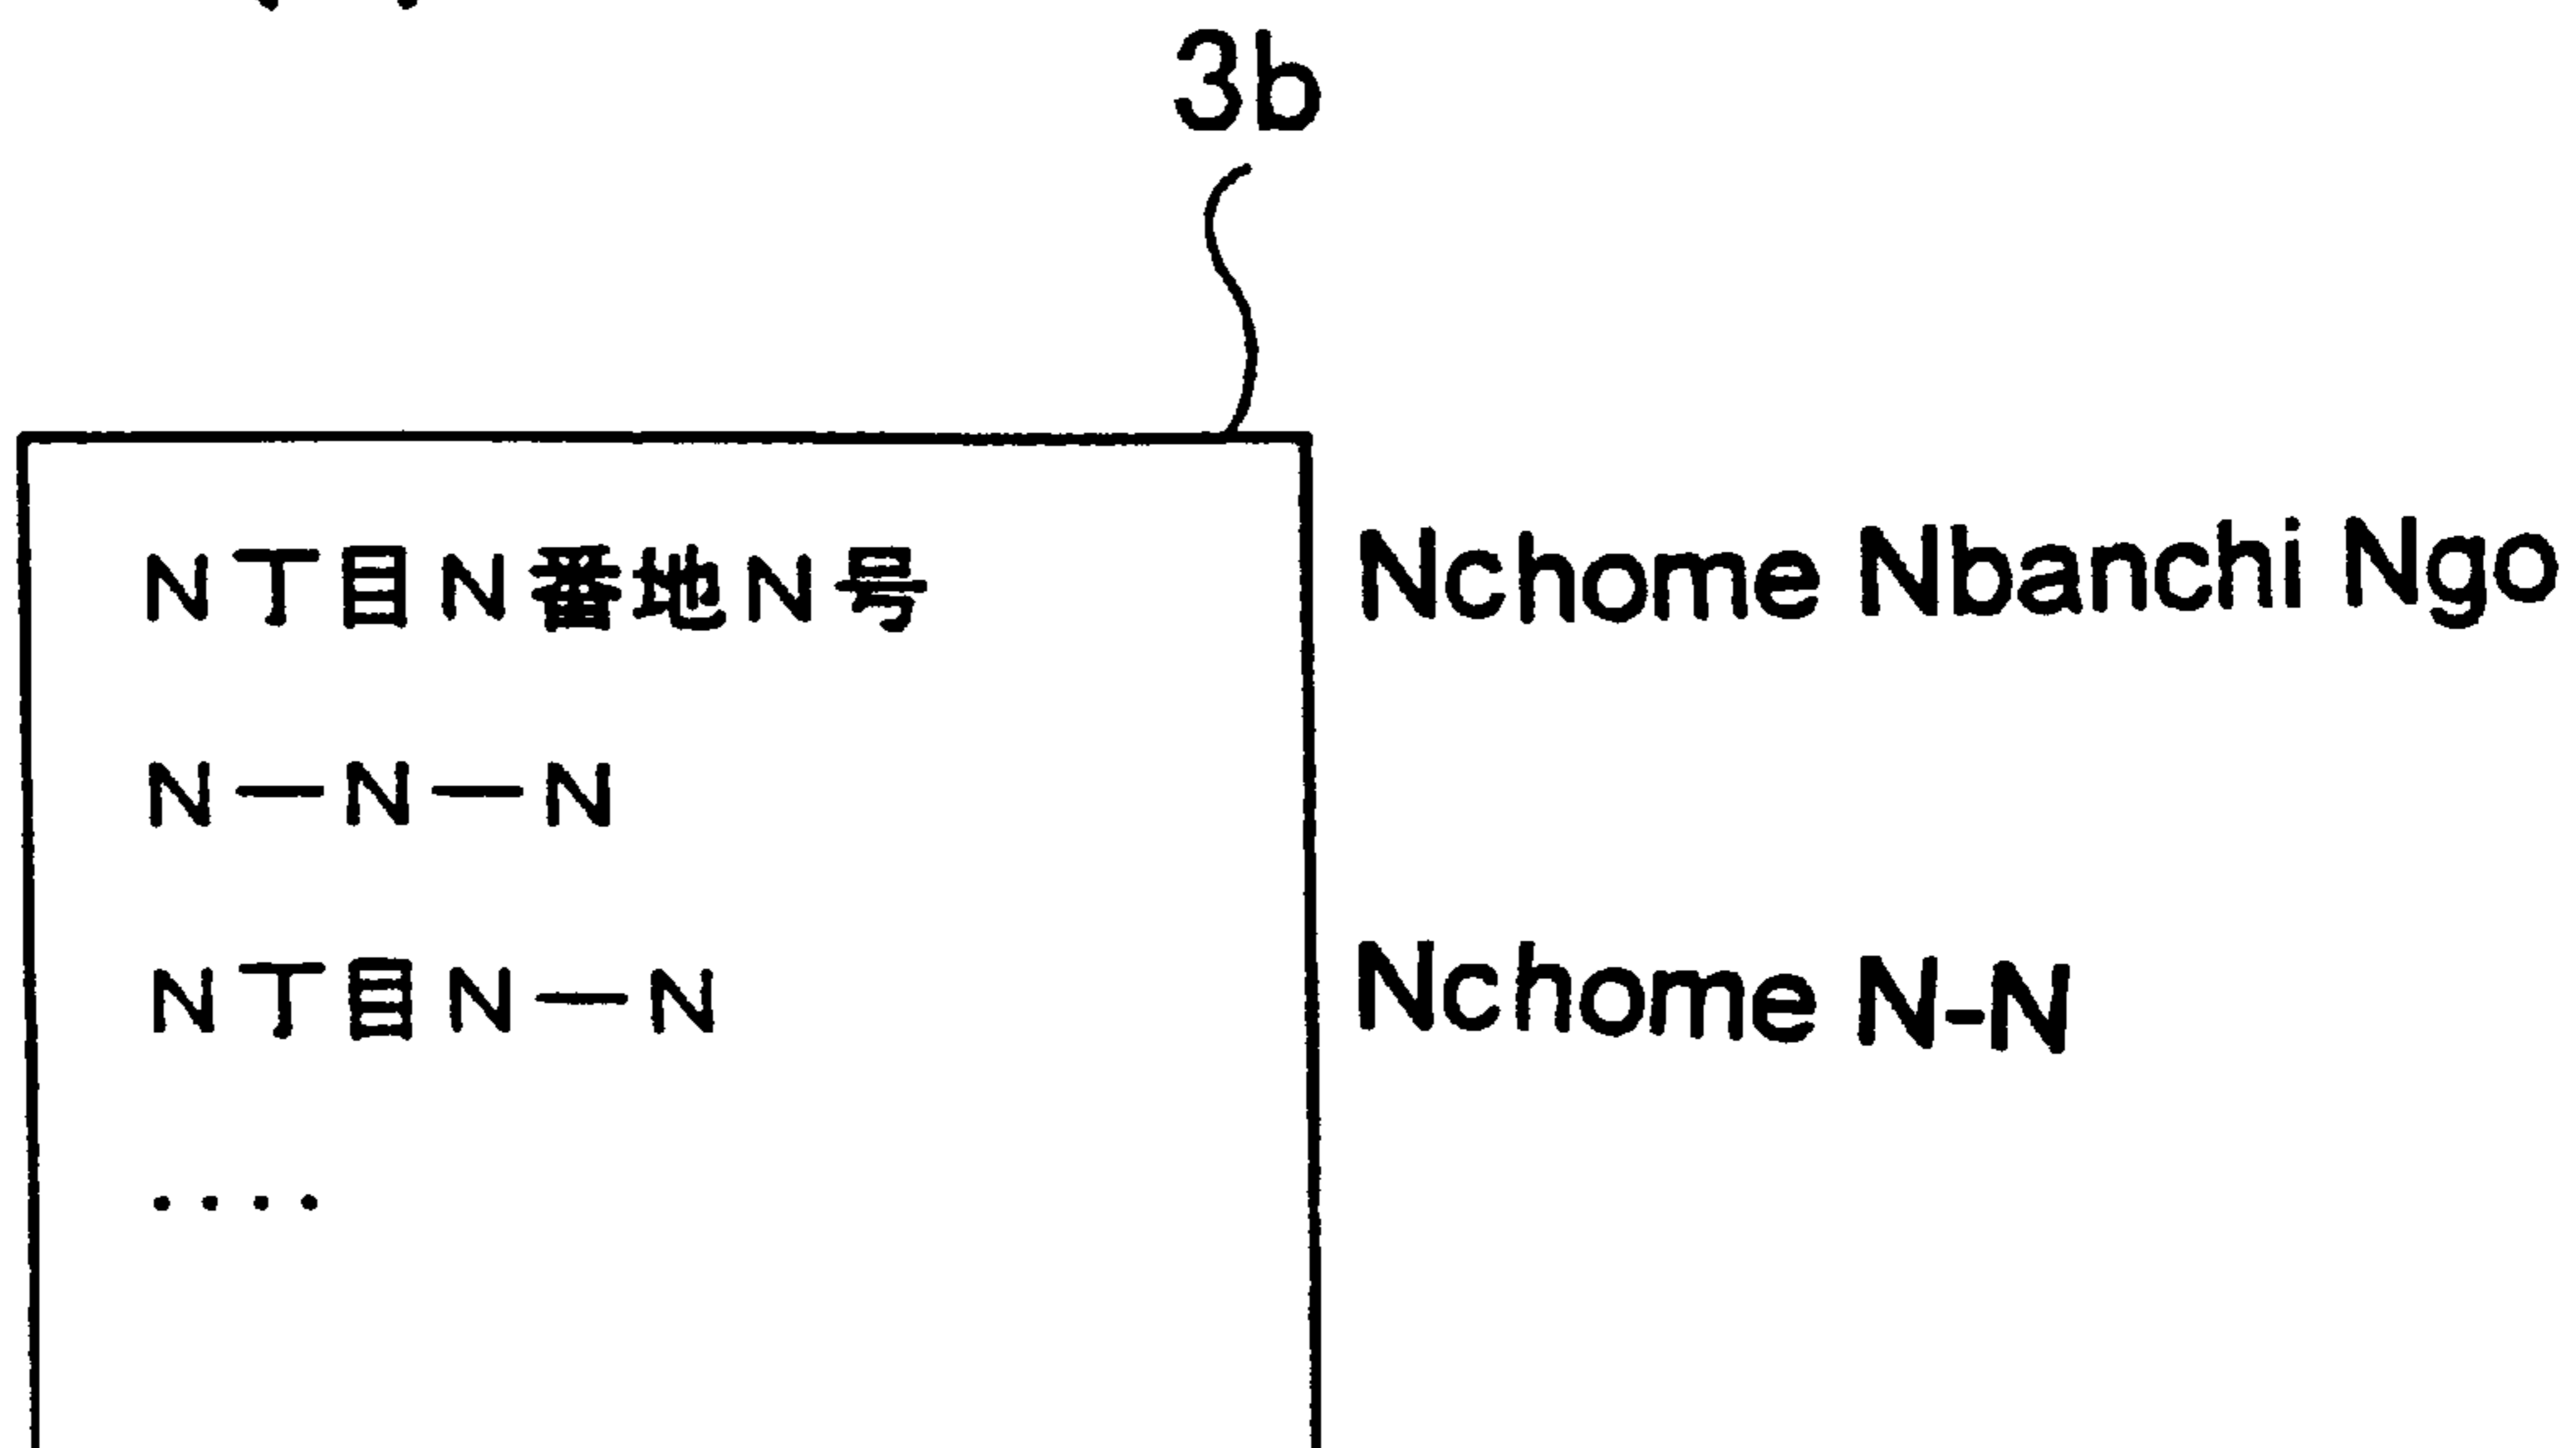 3b
N丁目N番地N号 Nchome Nbanchi Ngo
N—N—N
N丁目N—N Nchome N-N
....